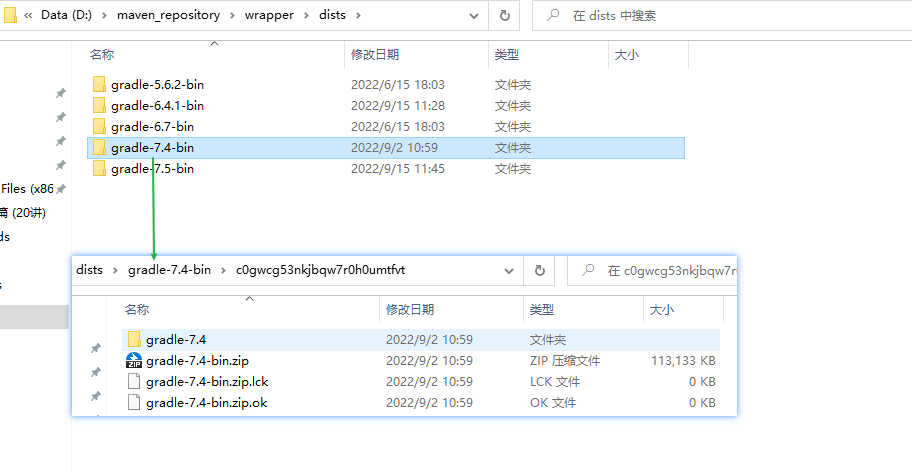 « Data (D:) › maven_repository › wrapper › dists ›
在 dists 中搜索
名称 修改日期 类型 大小
gradle-5.6.2-bin 2022/6/15 18:03 文件夹
gradle-6.4.1-bin 2022/9/15 11:28 文件夹
gradle-6.7-bin 2022/6/15 18:03 文件夹
gradle-7.4-bin 2022/9/2 10:59 文件夹
gradle-7.5-bin 2022/9/15 11:45 文件夹
Files (x86
篇 (20讲)
ds
s
dists › gradle-7.4-bin › c0gwcg53nkjbqw7r0h0umtfvt
在 c0gwcg53nkjbqw7r
名称 修改日期 类型 大小
gradle-7.4 2022/9/2 10:59 文件夹
gradle-7.4-bin.zip 2022/9/2 10:59 ZIP 压缩文件 113,133 KB
gradle-7.4-bin.zip.lck 2022/9/2 10:59 LCK 文件 0 KB
gradle-7.4-bin.zip.ok 2022/9/2 10:59 OK 文件 0 KB